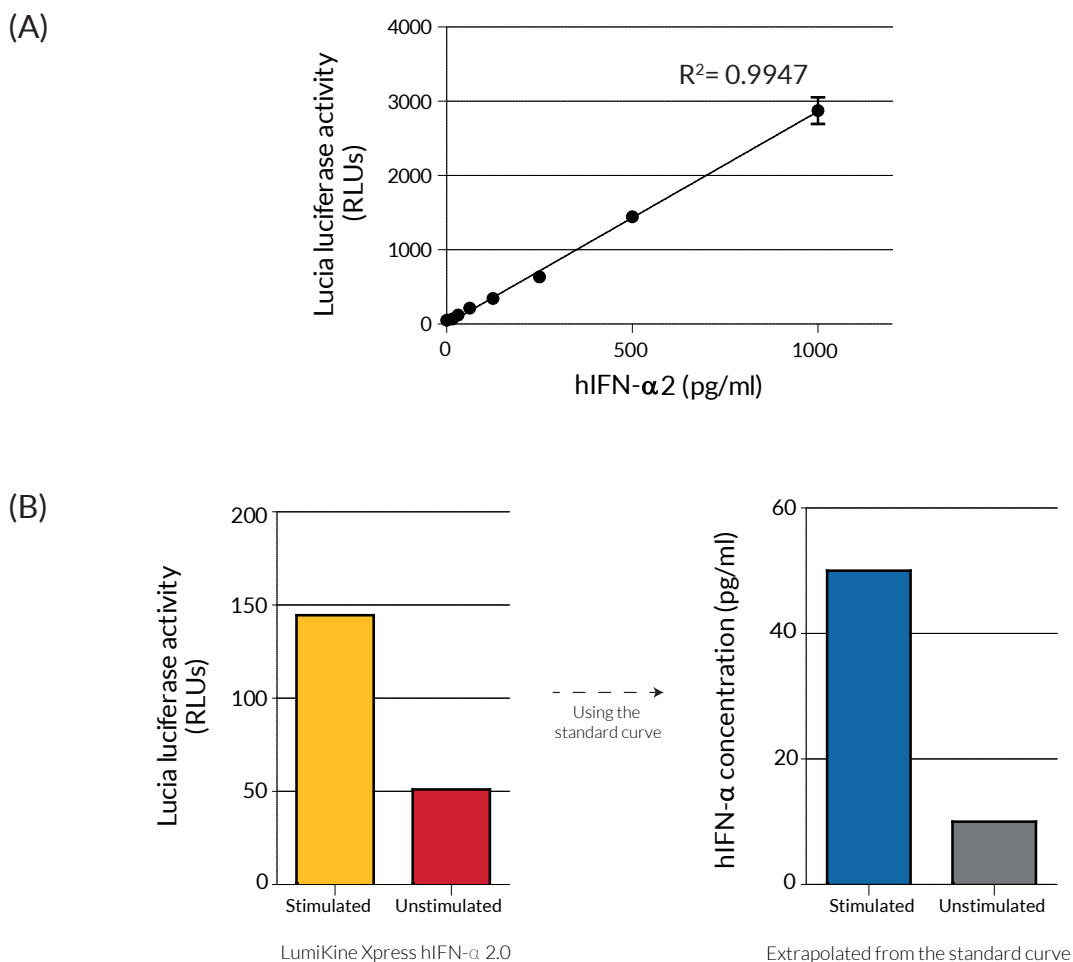 (A)
4000
3000
2000
1000
0
Lucia luciferase activity
(RLUs)
R²= 0.9947
0
500
1000
hIFN-α2 (pg/ml)
(B)
200
150
100
50
0
Lucia luciferase activity
(RLUs)
Stimulated
Unstimulated
LumiKine Xpress hIFN-α 2.0
Using the
standard curve
60
40
20
0
hIFN-α concentration (pg/ml)
Stimulated
Unstimulated
Extrapolated from the standard curve